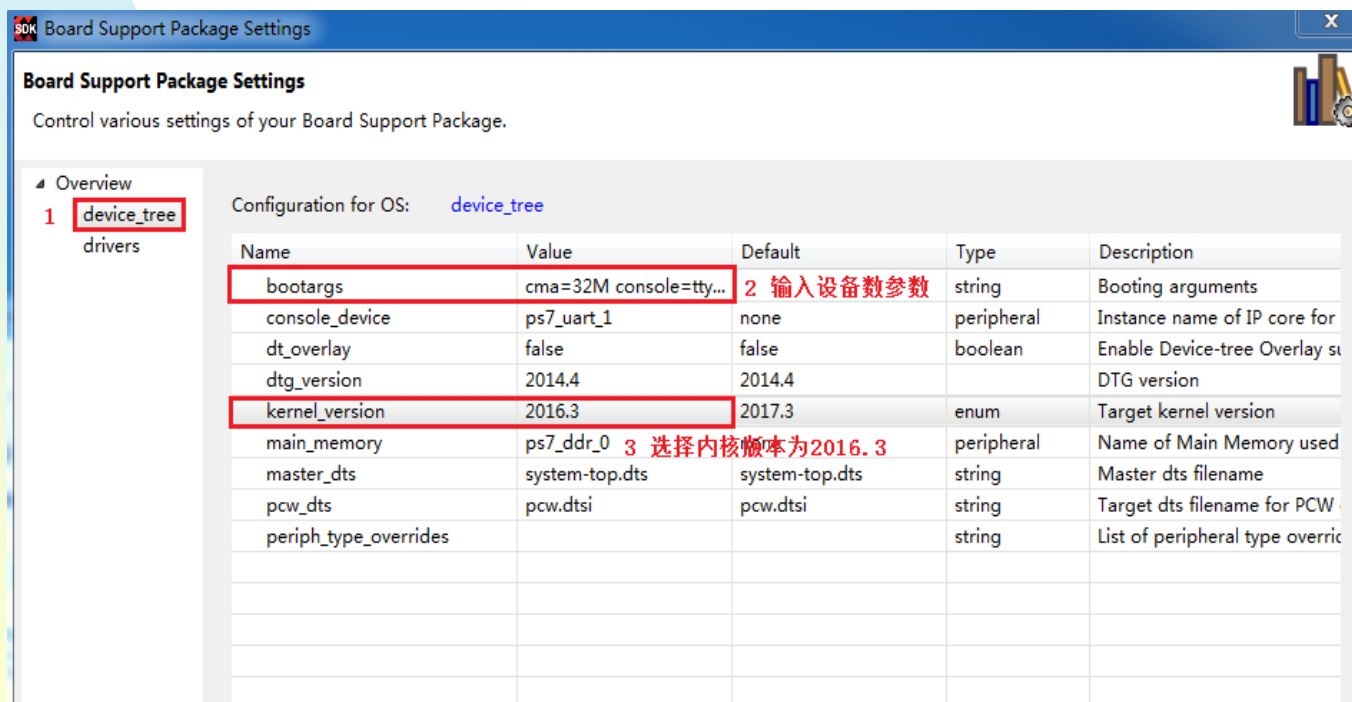 SDK Board Support Package Settings X
Board Support Package Settings
Control various settings of your Board Support Package.
Overview
1 device_tree
drivers
Configuration for OS: device_tree
Name Value Default Type Description
bootargs cma=32M console=tty... 2 输入设备数参数 string Booting arguments
console_device ps7_uart_1 none peripheral Instance name of IP core for
dt_overlay false false boolean Enable Device-tree Overlay su
dtg_version 2014.4 2014.4 DTG version
kernel_version 2016.3 2017.3 enum Target kernel version
main_memory ps7_ddr_0 none peripheral Name of Main Memory used
3 选择内核版本为2016.3
master_dts system-top.dts system-top.dts string Master dts filename
pcw_dts pcw.dtsi pcw.dtsi string Target dts filename for PCW
periph_type_overrides string List of peripheral type overric